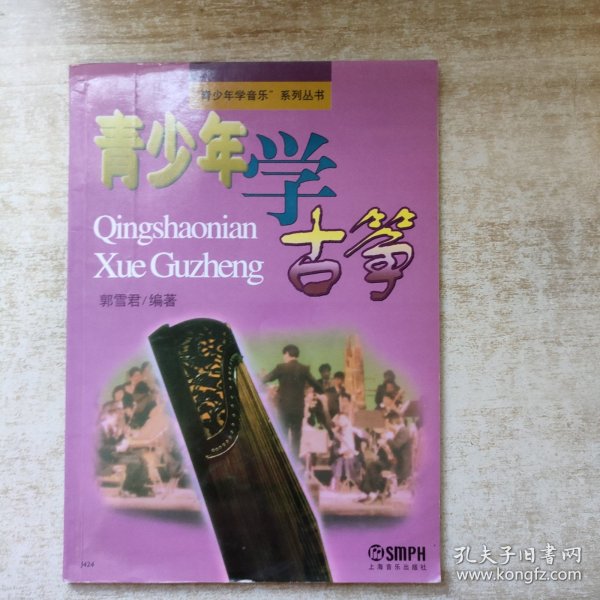 "青少年学音乐"系列丛书
青少年学古筝
Qingshaonian
Xue Guzheng
郭雪君/编著
SMPH
上海音乐出版社
J424
孔夫子旧书网
www.kongfz.com